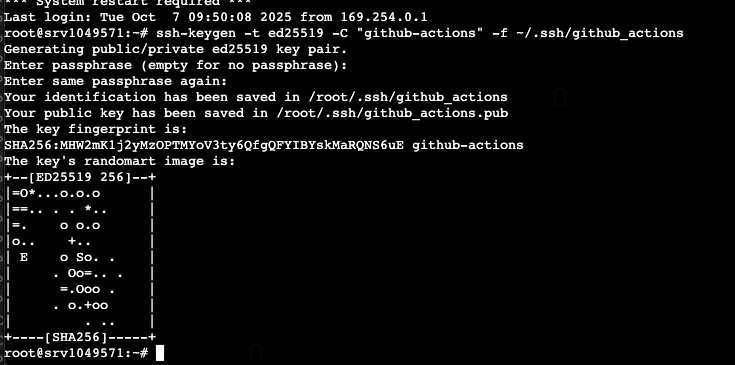 *** System restart required ***
Last login: Tue Oct  7 09:50:08 2025 from 169.254.0.1
root@srv1049571:~# ssh-keygen -t ed25519 -C "github-actions" -f ~/.ssh/github_actions
Generating public/private ed25519 key pair.
Enter passphrase (empty for no passphrase):
Enter same passphrase again:
Your identification has been saved in /root/.ssh/github_actions
Your public key has been saved in /root/.ssh/github_actions.pub
The key fingerprint is:
SHA256:MHW2mK1j2yMzOPTMYoV3ty6QfgQFYIBYskMaRQNS6uE github-actions
The key's randomart image is:
+--[ED25519 256]--+
|=O*...o.o.o      |
|==.. . . *..     |
|=.    o o.o      |
|o..    +..       |
| E    o So. .    |
|     . Oo=.. .   |
|      =.Ooo .    |
|     . o.+oo     |
|         . ..    |
+----[SHA256]-----+
root@srv1049571:~#